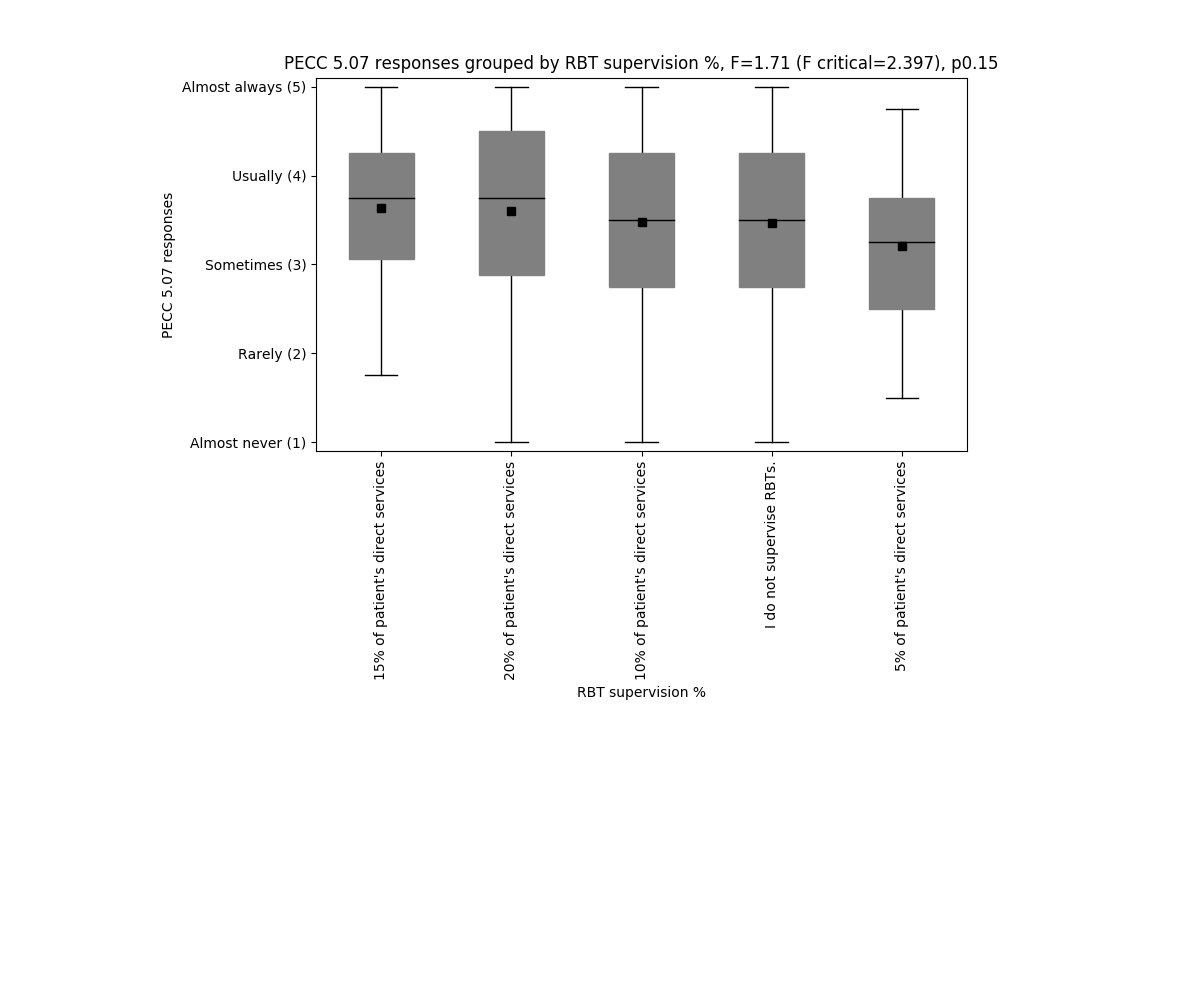 PECC 5.07 responses grouped by RBT supervision %, F=1.71 (F critical=2.397), p0.15
Almost always (5)
Usually (4)
Sometimes (3)
Rarely (2)
Almost never (1)
PECC 5.07 responses
15% of patient's direct services
20% of patient's direct services
10% of patient's direct services
I do not supervise RBTs.
5% of patient's direct services
RBT supervision %